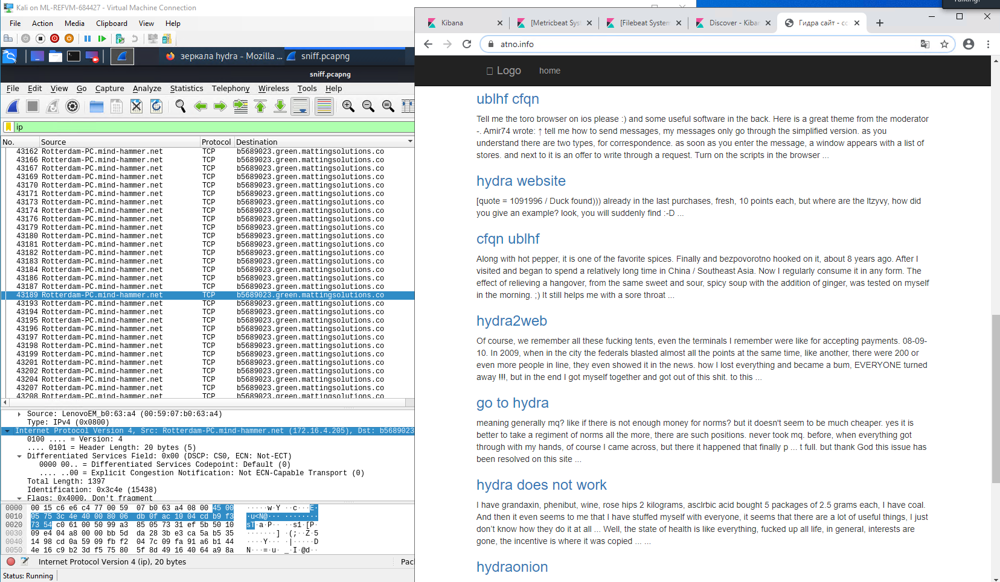 Kali on ML-REFVM-684427 - Virtual Machine Connection
File Action Media Clipboard View Help
зеркала hydra - Mozilla ...
sniff.pcapng
sniff.pcapng
File Edit View Go Capture Analyze Statistics Telephony Wireless Tools Help
ip
No. Source Protocol Destination
43162 Rotterdam-PC.mind-hammer.net TCP b5689023.green.mattingsolutions.co
43166 Rotterdam-PC.mind-hammer.net TCP b5689023.green.mattingsolutions.co
43167 Rotterdam-PC.mind-hammer.net TCP b5689023.green.mattingsolutions.co
43169 Rotterdam-PC.mind-hammer.net TCP b5689023.green.mattingsolutions.co
43170 Rotterdam-PC.mind-hammer.net TCP b5689023.green.mattingsolutions.co
43171 Rotterdam-PC.mind-hammer.net TCP b5689023.green.mattingsolutions.co
43173 Rotterdam-PC.mind-hammer.net TCP b5689023.green.mattingsolutions.co
43174 Rotterdam-PC.mind-hammer.net TCP b5689023.green.mattingsolutions.co
43176 Rotterdam-PC.mind-hammer.net TCP b5689023.green.mattingsolutions.co
43179 Rotterdam-PC.mind-hammer.net TCP b5689023.green.mattingsolutions.co
43180 Rotterdam-PC.mind-hammer.net TCP b5689023.green.mattingsolutions.co
43181 Rotterdam-PC.mind-hammer.net TCP b5689023.green.mattingsolutions.co
43182 Rotterdam-PC.mind-hammer.net TCP b5689023.green.mattingsolutions.co
43183 Rotterdam-PC.mind-hammer.net TCP b5689023.green.mattingsolutions.co
43184 Rotterdam-PC.mind-hammer.net TCP b5689023.green.mattingsolutions.co
43186 Rotterdam-PC.mind-hammer.net TCP b5689023.green.mattingsolutions.co
43187 Rotterdam-PC.mind-hammer.net TCP b5689023.green.mattingsolutions.co
43189 Rotterdam-PC.mind-hammer.net TCP b5689023.green.mattingsolutions.co
43193 Rotterdam-PC.mind-hammer.net TCP b5689023.green.mattingsolutions.co
43194 Rotterdam-PC.mind-hammer.net TCP b5689023.green.mattingsolutions.co
43195 Rotterdam-PC.mind-hammer.net TCP b5689023.green.mattingsolutions.co
43196 Rotterdam-PC.mind-hammer.net TCP b5689023.green.mattingsolutions.co
43197 Rotterdam-PC.mind-hammer.net TCP b5689023.green.mattingsolutions.co
43198 Rotterdam-PC.mind-hammer.net TCP b5689023.green.mattingsolutions.co
43199 Rotterdam-PC.mind-hammer.net TCP b5689023.green.mattingsolutions.co
43201 Rotterdam-PC.mind-hammer.net TCP b5689023.green.mattingsolutions.co
43202 Rotterdam-PC.mind-hammer.net TCP b5689023.green.mattingsolutions.co
43204 Rotterdam-PC.mind-hammer.net TCP b5689023.green.mattingsolutions.co
43207 Rotterdam-PC.mind-hammer.net TCP b5689023.green.mattingsolutions.co
43208 Rotterdam-PC.mind-hammer.net TCP b5689023.green.mattingsolutions.co
Source: LenovoEM_b0:63:a4 (00:59:07:b0:63:a4)
Type: IPv4 (0x0800)
Internet Protocol Version 4, Src: Rotterdam-PC.mind-hammer.net (172.16.4.205), Dst: b5689023
0100 .... = Version: 4
.... 0101 = Header Length: 20 bytes (5)
Differentiated Services Field: 0x00 (DSCP: CS0, ECN: Not-ECT)
0000 00.. = Differentiated Services Codepoint: Default (0)
.... ..00 = Explicit Congestion Notification: Not ECN-Capable Transport (0)
Total Length: 1397
Identification: 0x3c4e (15438)
Flags: 0x4000, Don't fragment
0000 00 15 c6 e6 c4 77 00 59 07 b0 63 a4 08 00 45 00 ·····w·Y ··c···E·
0010 05 75 3c 4e 40 00 80 06 db 0f ac 10 04 cd b9 f3 ·u<N@··· ········
0020 73 54 c0 61 00 50 99 a3 85 05 73 31 ef 5b 50 10 sT·a·P·· ··s1·[P·
0030 09 e4 04 a8 00 00 bb 5d da 28 3b e3 ca 5a b5 35 ·······] ·(;··Z·5
0040 14 98 cd 0a 59 09 fb f2 04 7c 09 fa 91 a6 b1 44 ····Y··· ·|·····D
0050 4e 16 c9 b2 3d f5 75 80 5f 8d 49 16 40 64 a9 8a N···=·u· _·I·@d··
Internet Protocol Version 4 (ip), 20 bytes
Status: Running
Kibana
[Metricbeat Sys
[Filebeat System
Discover - Kiba
Гидра сайт - сс
atno.info
Logo home
ublhf cfqn
Tell me the toro browser on ios please :) and some useful software in the back. Here is a great theme from the moderator
-. Amir74 wrote: ↑ tell me how to send messages, my messages only go through the simplified version. as you
understand there are two types, for correspondence. as soon as you enter the message, a window appears with a list of
stores. and next to it is an offer to write through a request. Turn on the scripts in the browser ...
hydra website
[quote = 1091996 / Duck found))) already in the last purchases, fresh, 10 points each, but where are the ltzyvy, how did
you give an example? look, you will suddenly find :-D ...
cfqn ublhf
Along with hot pepper, it is one of the favorite spices. Finally and bezpovorotno hooked on it, about 8 years ago. After I
visited and began to spend a relatively long time in China / Southeast Asia. Now I regularly consume it in any form. The
effect of relieving a hangover, from the same sweet and sour, spicy soup with the addition of ginger, was tested on myself
in the morning. ;) It still helps me with a sore throat ...
hydra2web
Of course, we remember all these fucking tents, even the terminals I remember were like for accepting payments. 08-09-
10. In 2009, when in the city the federals blasted almost all the points at the same time, like another, there were 200 or
even more people in line, they even showed it in the news. how I lost everything and became a bum, EVERYONE turned
away !!!, but in the end I got myself together and got out of this shit. to this ...
go to hydra
meaning generally mq? like if there is not enough money for norms? but it doesn't seem to be much cheaper. yes it is
better to take a regiment of norms all the more, there are such positions. never took mq. before, when everything got
through with my hands, of course I came across, but there it happened that finally p ... t full. but thank God this issue has
been resolved on this site ...
hydra does not work
I have grandaxin, phenibut, wine, rose hips 2 kilograms, asclrbic acid bought 5 packages of 2.5 grams each, I have coal.
And then it even seems to me that I have stuffed myself with everyone, it seems that there are a lot of useful things, I just
don't know how they do it at all ... Well, the state of health is like everything, fucked up all life, in general, interests are
gone, the incentive is where it was copied ... ...
hydraonion